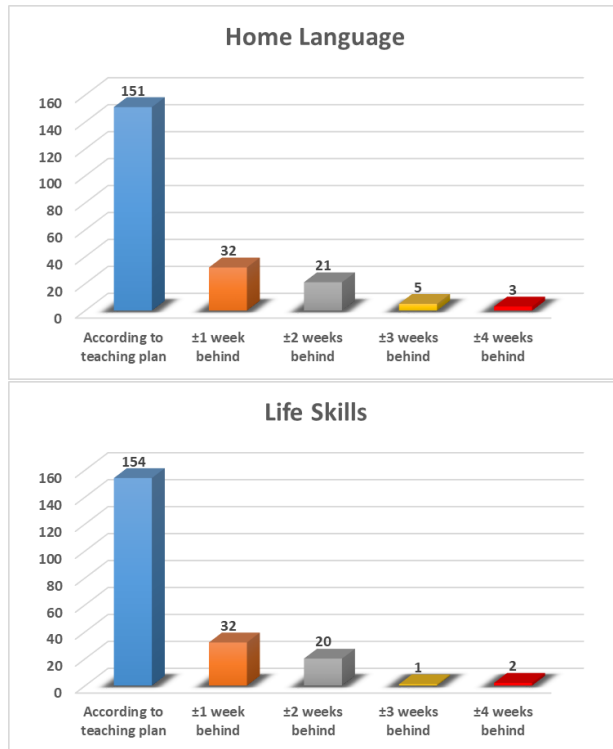 Home Language
160
140
120
100
80
60
40
20
0
151
32
21
5
3
According to teaching plan
±1 week behind
±2 weeks behind
±3 weeks behind
±4 weeks behind
Life Skills
160
140
120
100
80
60
40
20
0
154
32
20
1
2
According to teaching plan
±1 week behind
±2 weeks behind
±3 weeks behind
±4 weeks behind